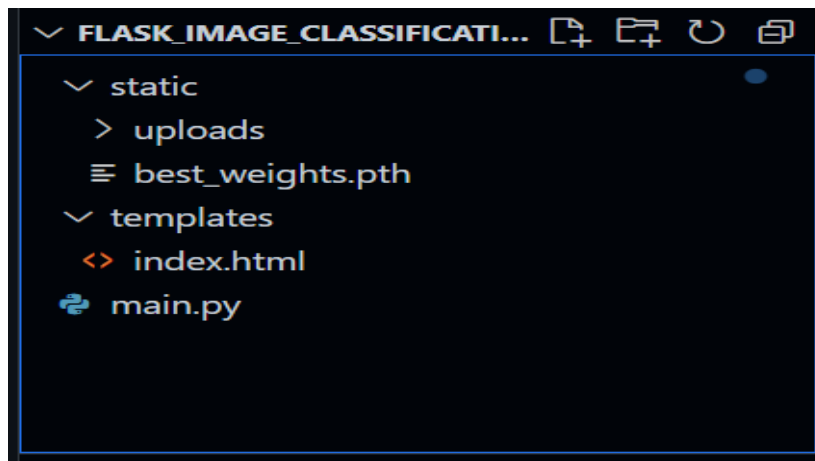 FLASK_IMAGE_CLASSIFICATI...
static
uploads
best_weights.pth
templates
<> index.html
main.py